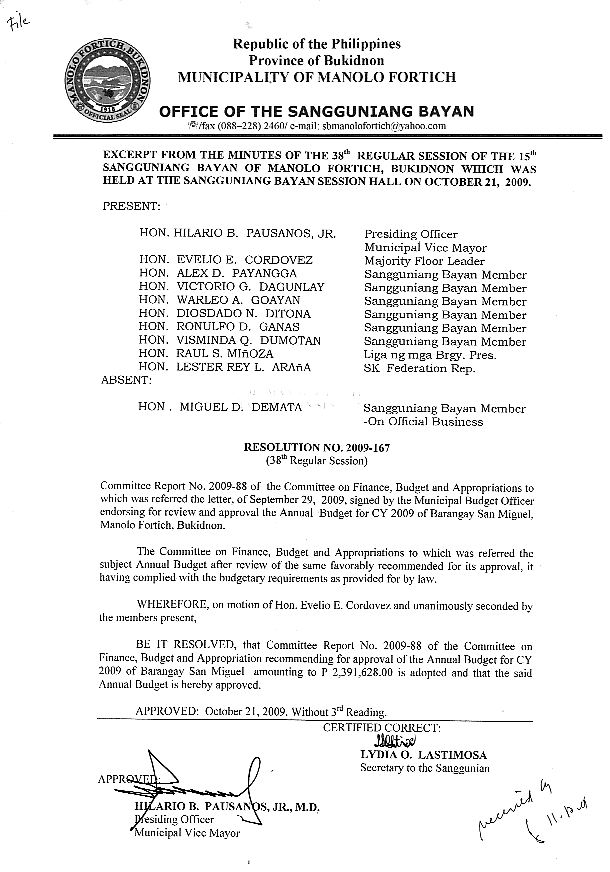 File
Republic of the Philippines
Province of Bukidnon
MUNICIPALITY OF MANOLO FORTICH
OFFICE OF THE SANGGUNIANG BAYAN
/fax (088-228) 2460/ e-mail: sbmanolofortich@yahoo.com
MANOLO FORTICH, BUKIDNON
OFFICIAL SEAL
EXCERPT FROM THE MINUTES OF THE 38th REGULAR SESSION OF THE 15th
SANGGUNIANG BAYAN OF MANOLO FORTICH, BUKIDNON WHICH WAS
HELD AT THE SANGGUNIANG BAYAN SESSION HALL ON OCTOBER 21, 2009.
PRESENT:
HON. HILARIO B. PAUSANOS, JR. Presiding Officer
Municipal Vice Mayor
HON. EVELIO E. CORDOVEZ Majority Floor Leader
HON. ALEX D. PAYANGGA Sangguniang Bayan Member
HON. VICTORIO G. DAGUNLAY Sangguniang Bayan Member
HON. WARLEO A. GOAYAN Sangguniang Bayan Member
HON. DIOSDADO N. DITONA Sangguniang Bayan Member
HON. RONULFO D. GANAS Sangguniang Bayan Member
HON. VISMINDA Q. DUMOTAN Sangguniang Bayan Member
HON. RAUL S. MIñOZA Liga ng mga Brgy. Pres.
HON. LESTER REY L. ARAñA SK Federation Rep.
ABSENT:
HON . MIGUEL D. DEMATA Sangguniang Bayan Member
-On Official Business
RESOLUTION NO. 2009-167
(38th Regular Session)
Committee Report No. 2009-88 of the Committee on Finance, Budget and Appropriations to
which was referred the letter, of September 29, 2009, signed by the Municipal Budget Officer
endorsing for review and approval the Annual Budget for CY 2009 of Barangay San Miguel,
Manolo Fortich, Bukidnon.
The Committee on Finance, Budget and Appropriations to which was referred the
subject Annual Budget after review of the same favorably recommended for its approval, it
having complied with the budgetary requirements as provided for by law.
WHEREFORE, on motion of Hon. Evelio E. Cordovez and unanimously seconded by
the members present,
BE IT RESOLVED, that Committee Report No. 2009-88 of the Committee on
Finance, Budget and Appropriation recommending for approval of the Annual Budget for CY
2009 of Barangay San Miguel amounting to P 2,391,628.00 is adopted and that the said
Annual Budget is hereby approved.
APPROVED: October 21, 2009. Without 3rd Reading.
CERTIFIED CORRECT:
LYDIA O. LASTIMOSA
Secretary to the Sanggunian
APPROVED:
HILARIO B. PAUSANOS, JR., M.D.
Presiding Officer
Municipal Vice Mayor
received by